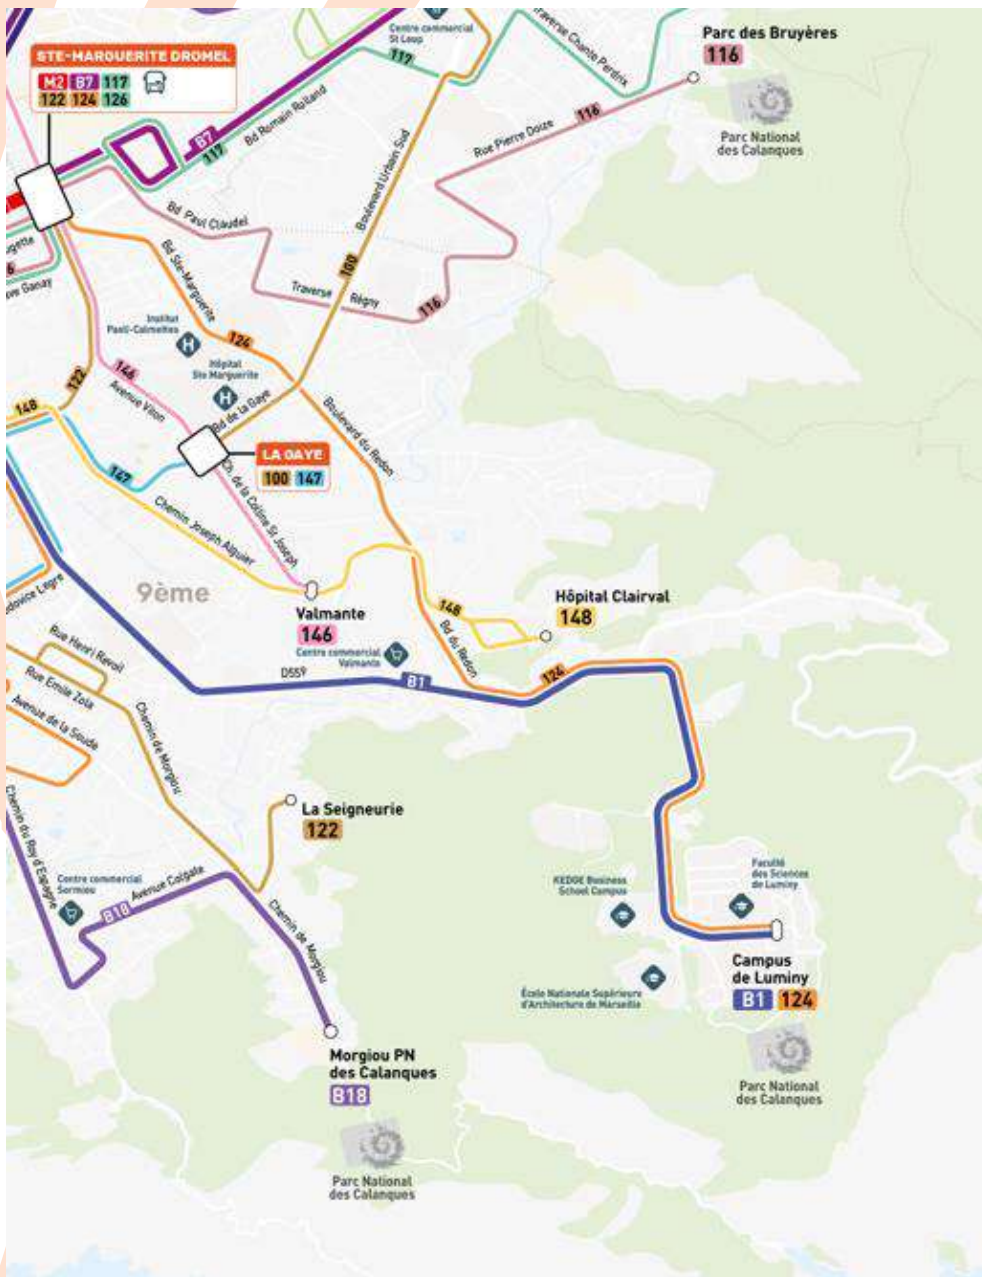 Centre commercial
St Loup
117
Traverse Chante Perdrix
Parc des Bruyères
116
Parc National
des Calanques
STE-MARGUERITE DROMEL
M2 B7 117
122 124 126
B7
117
Bd Romain Rolland
Boulevard Urbain Sud
Rue Pierre Doize
116
Bd Paul Claudel
100
Traverse Régny
116
Ganay
Bd Ste-Marguerite
Institut
Paoli-Calmettes
H
124
Hôpital
Ste Marguerite
H
146
122
Avenue Viton
148
Bd de la Gaye
Boulevard du Redon
LA GAYE
100 147
147
Ch. de la Colline St Joseph
Chemin Joseph Aiguier
9ème
Valmante
146
Hôpital Clairval
148
148
Bd du Redon
Centre commercial
Valmante
D559
B1
124
Rue Henri Revoil
Rue Emile Zola
Avenue de la Soude
Chemin de Morgiou
La Seigneurie
122
Chemin du Roy d'Espagne
Centre commercial
Sormiou
Avenue Colgate
B18
Chemin de Morgiou
KEDGE Business
School Campus
Faculté
des Sciences
de Luminy
École Nationale Supérieure
d'Architecture de Marseille
Campus
de Luminy
B1 124
Morgiou PN
des Calanques
B18
Parc National
des Calanques
Parc National
des Calanques